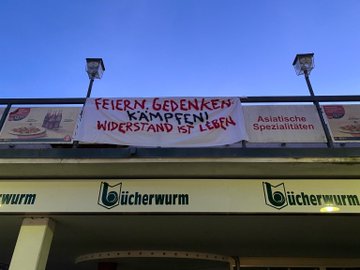 FEIERN, GEDENKEN,
KÄMPFEN!
WIDERSTAND IST LEBEN
Asiatische
Spezialitäten
ücherwurm
bücherwurm
bücherwurm